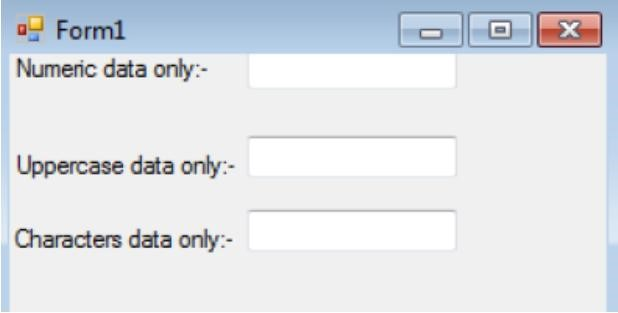 Form1
Numeric data only:-
Uppercase data only:-
Characters data only:-